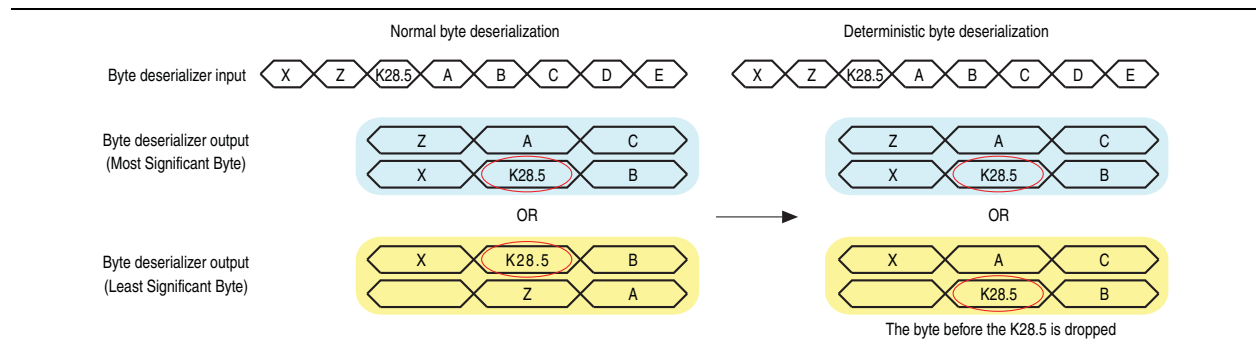 Normal byte deserialization Deterministic byte deserialization
Byte deserializer input X Z K28.5 A B C D E X Z K28.5 A B C D E
Byte deserializer output
(Most Significant Byte)
Z A C Z A C
X K28.5 B X K28.5 B
OR OR
Byte deserializer output
(Least Significant Byte)
X K28.5 B X A C
Z A K28.5 B
The byte before the K28.5 is dropped